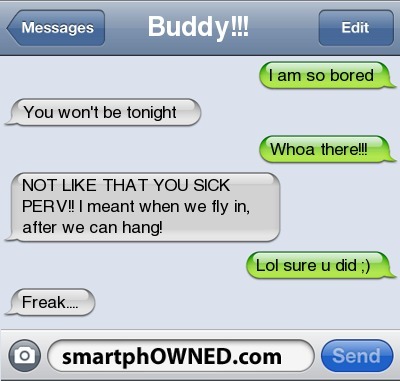 Messages
Buddy!!!
Edit
I am so bored
You won't be tonight
Whoa there!!!
NOT LIKE THAT YOU SICK
PERV!! I meant when we fly in,
after we can hang!
Lol sure u did ;)
Freak....
smartphOWNED.com
Send